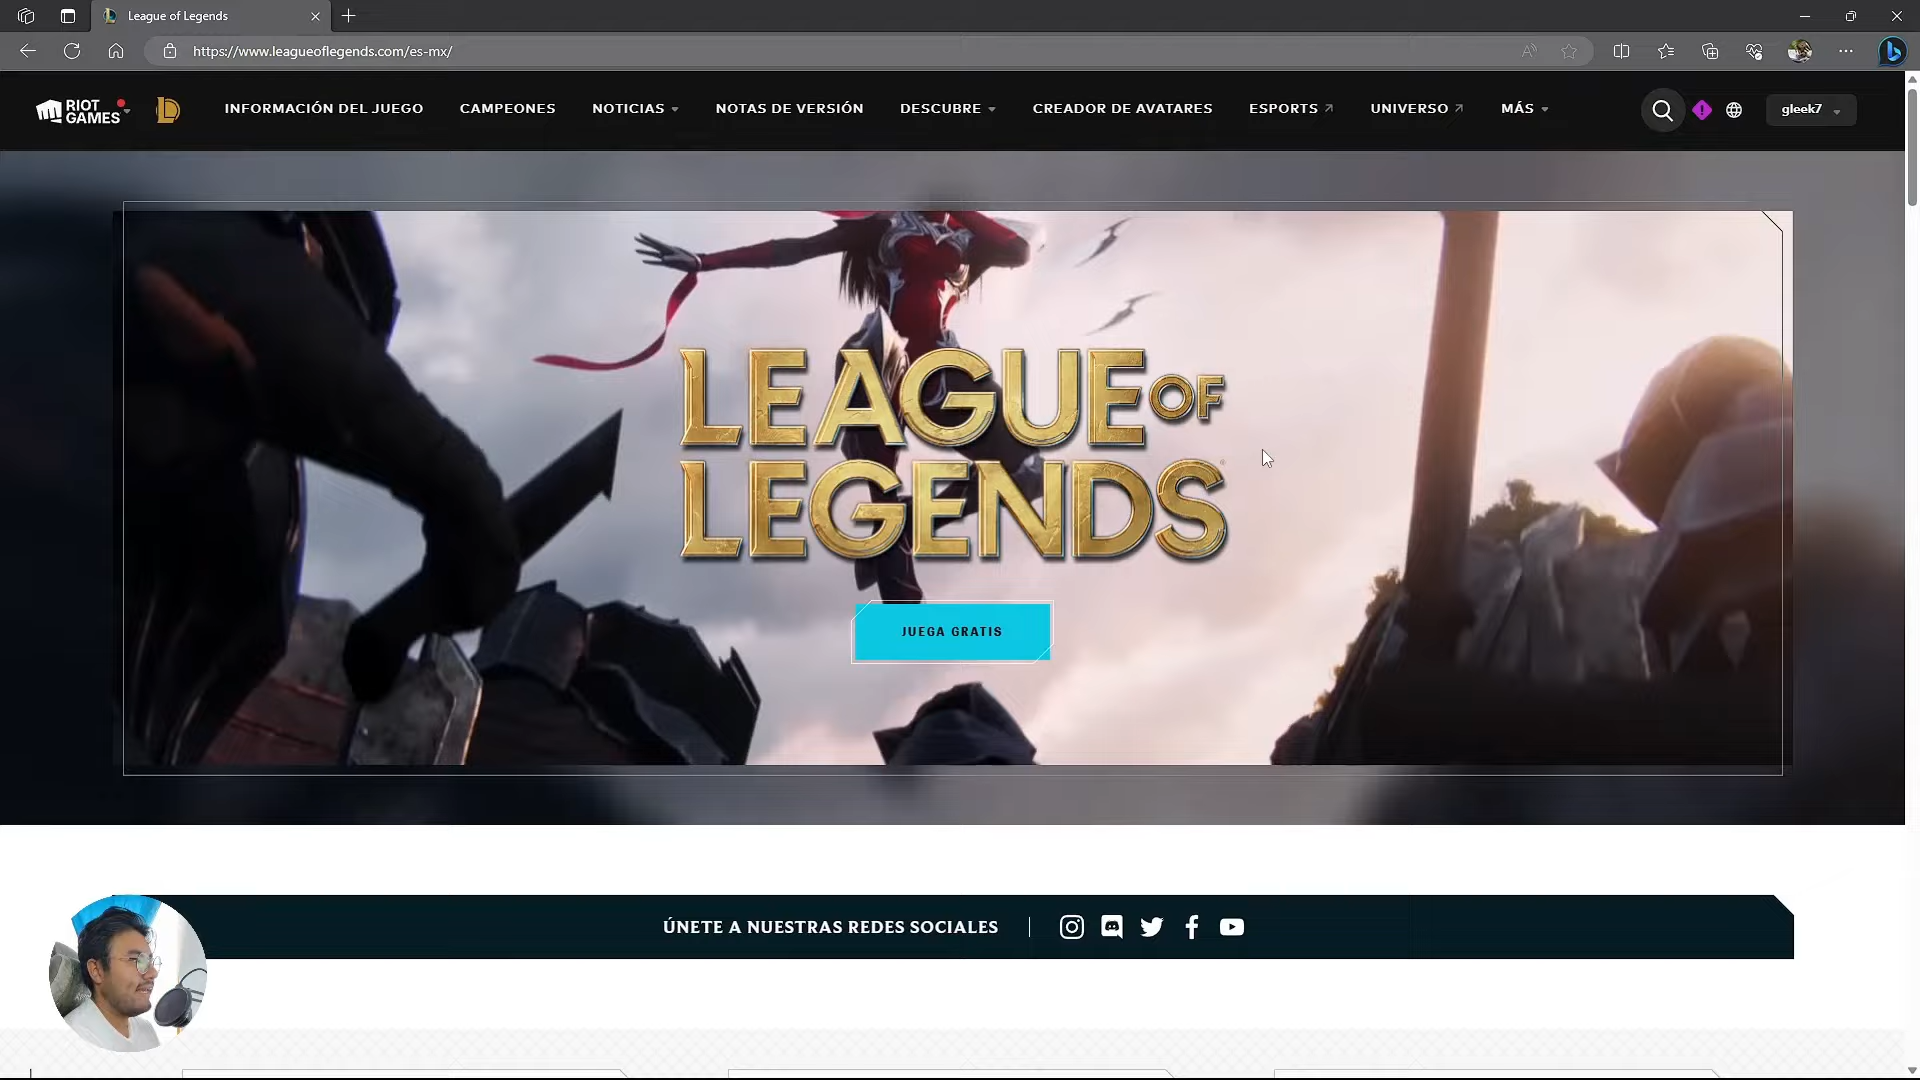 League of Legends
https://www.leagueoflegends.com/es-mx/
RIOT GAMES
INFORMACIÓN DEL JUEGO
CAMPEONES
NOTICIAS
NOTAS DE VERSIÓN
DESCUBRE
CREADOR DE AVATARES
ESPORTS
UNIVERSO
MÁS
gleek7
LEAGUE OF
LEGENDS
JUEGA GRATIS
ÚNETE A NUESTRAS REDES SOCIALES